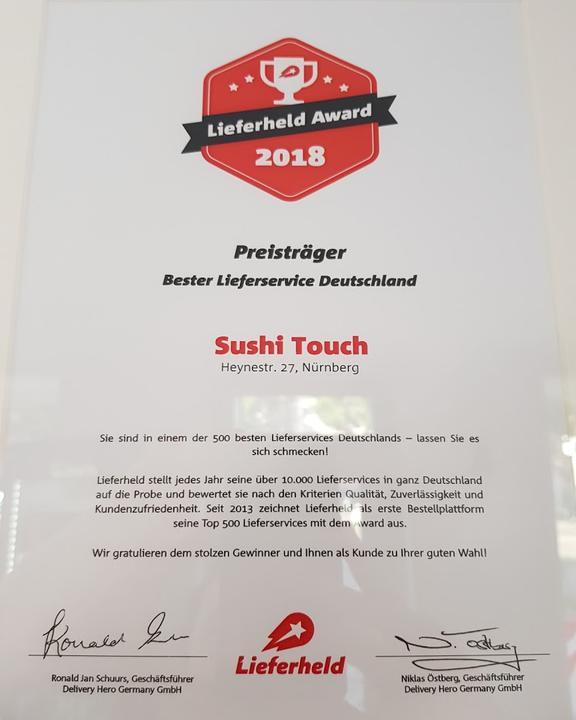 Lieferheld Award
2018
Preisträger
Bester Lieferservice Deutschland
Sushi Touch
Heynestr. 27, Nürnberg
Sie sind in einem der 500 besten Lieferservices Deutschlands – lassen Sie es
sich schmecken!
Lieferheld stellt jedes Jahr seine über 10.000 Lieferservices in ganz Deutschland
auf die Probe und bewertet sie nach den Kriterien Qualität, Zuverlässigkeit und
Kundenzufriedenheit. Seit 2013 zeichnet Lieferheld als erste Bestellplattform
seine Top 500 Lieferservices mit dem Award aus.
Wir gratulieren dem stolzen Gewinner und Ihnen als Kunde zu Ihrer guten Wahl!
Lieferheld
Ronald Jan Schuurs, Geschäftsführer
Delivery Hero Germany GmbH
Niklas Östberg, Geschäftsführer
Delivery Hero Germany GmbH